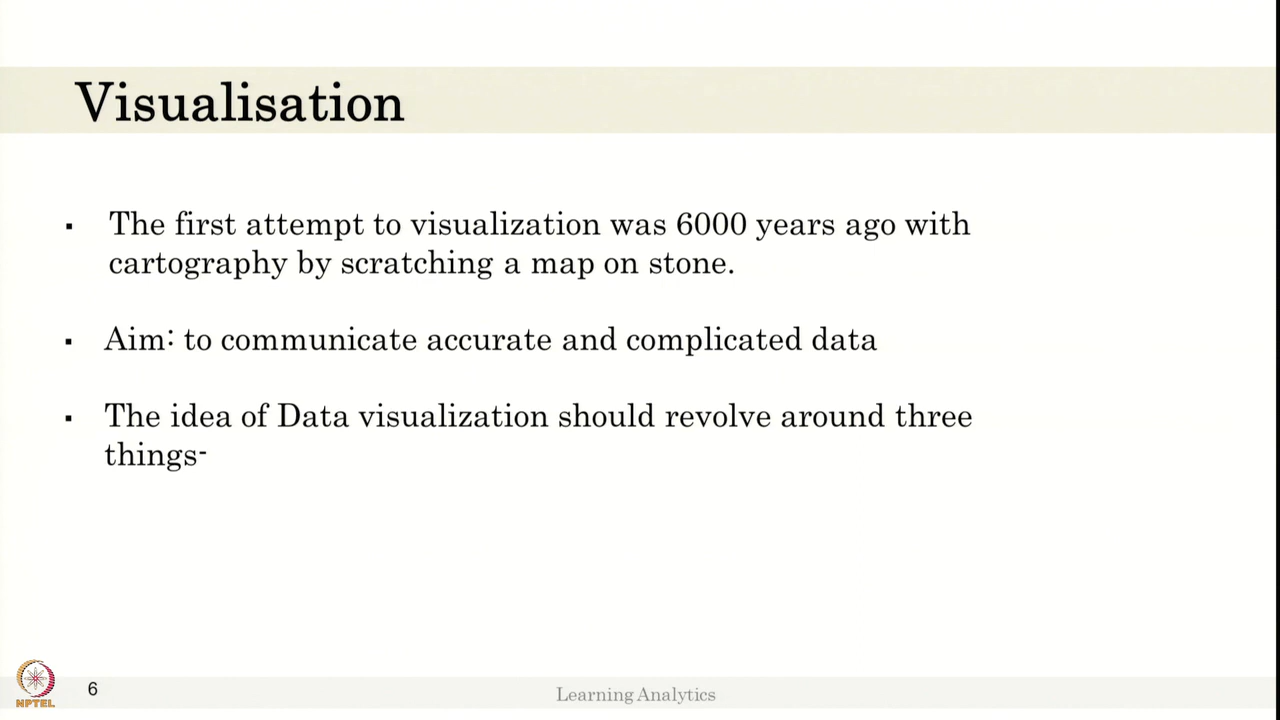 Visualisation
▪ The first attempt to visualization was 6000 years ago with
cartography by scratching a map on stone.
▪ Aim: to communicate accurate and complicated data
▪ The idea of Data visualization should revolve around three
things-
NPTEL
6
Learning Analytics